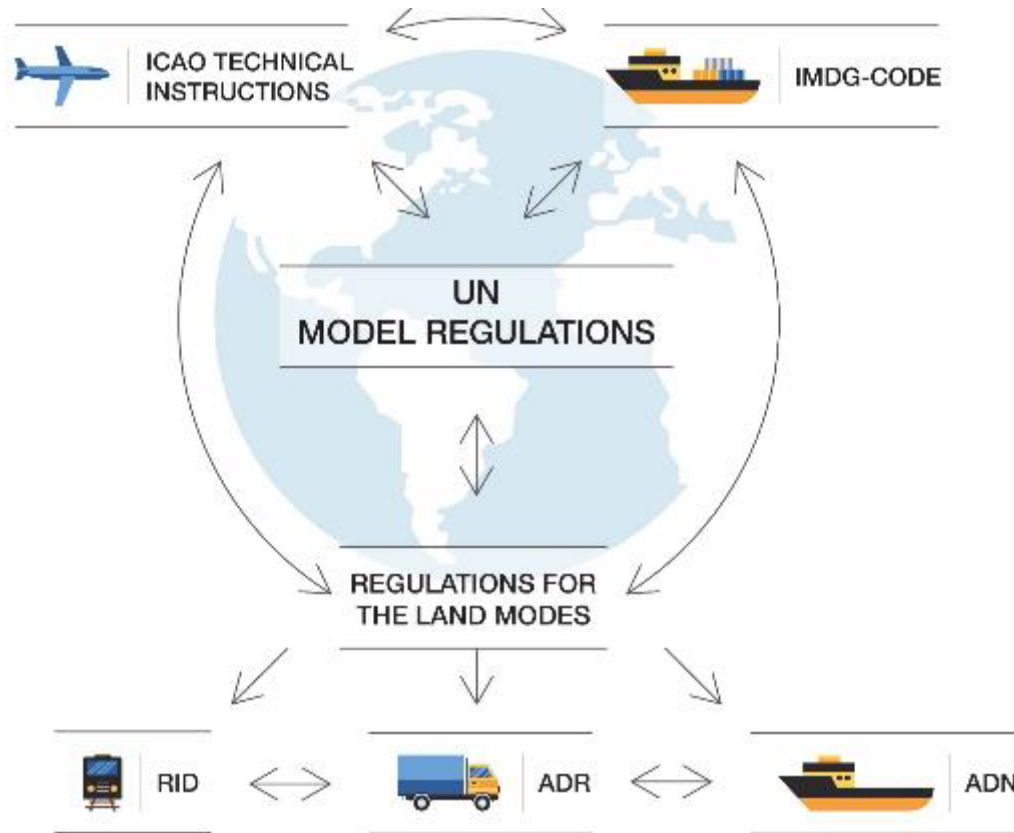 ICAO TECHNICAL
INSTRUCTIONS
IMDG-CODE
UN
MODEL REGULATIONS
REGULATIONS FOR
THE LAND MODES
RID
ADR
ADN